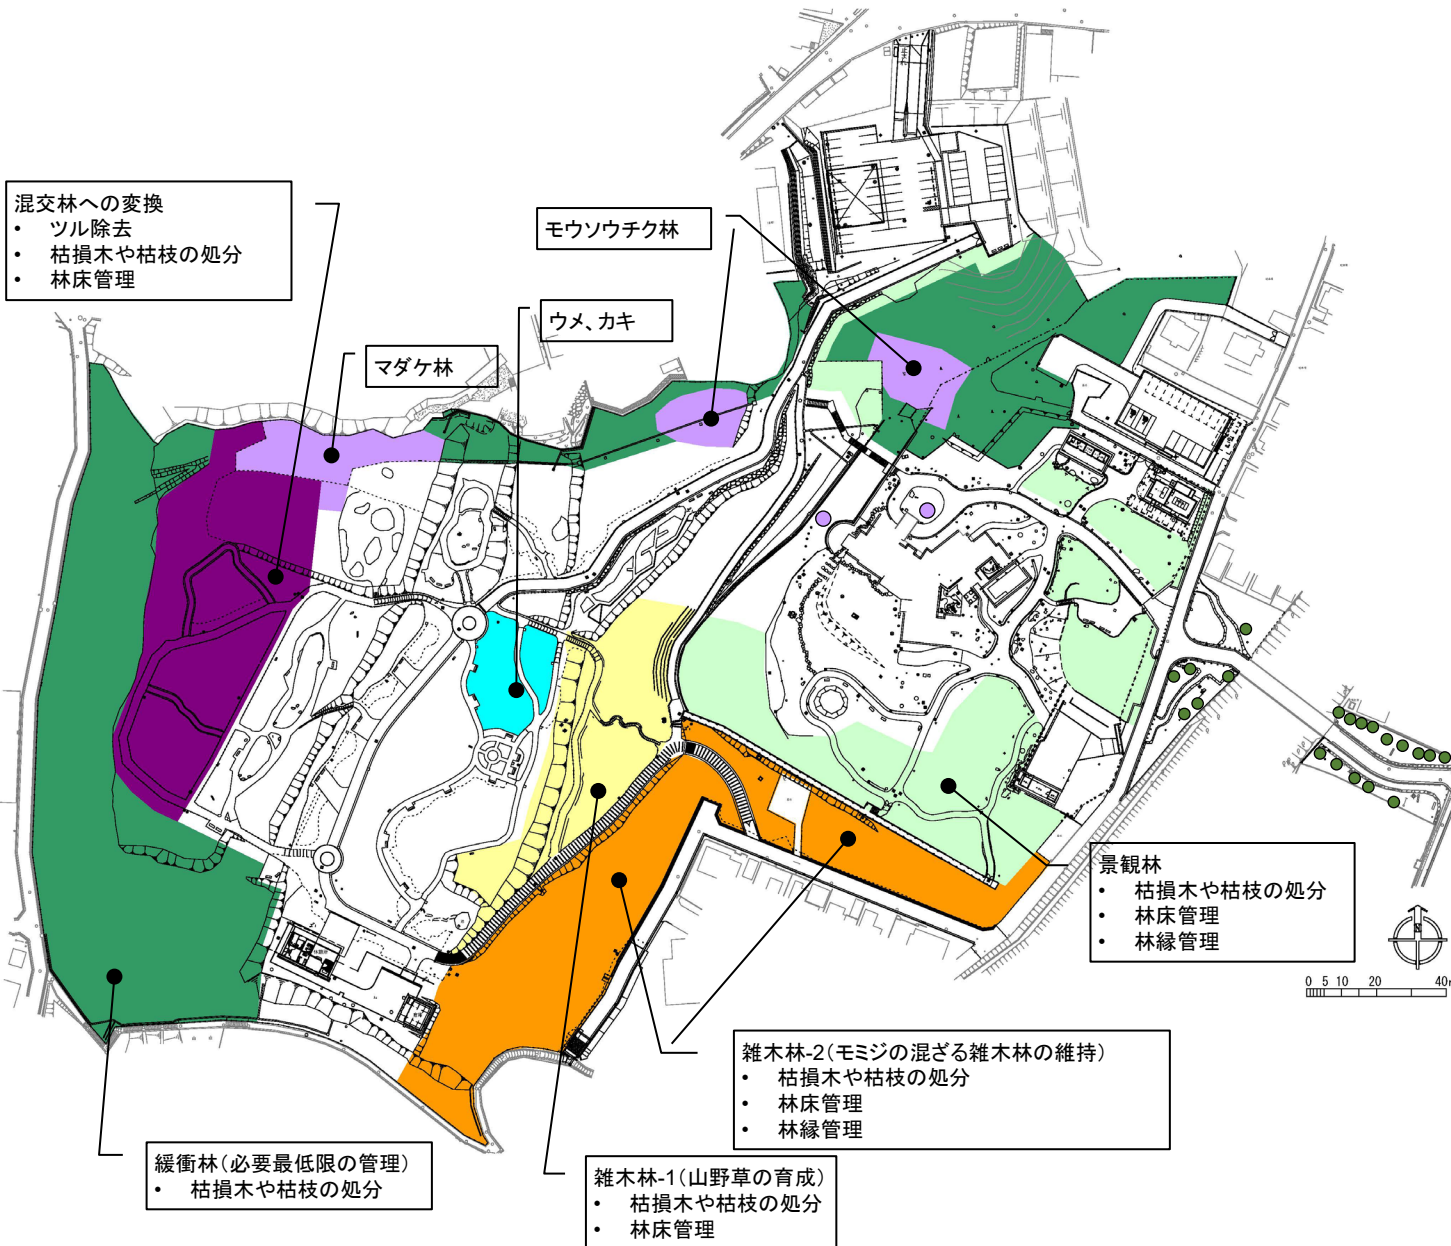 混交林への変換
• ツル除去
• 枯損木や枯枝の処分
• 林床管理
モウソウチク林
ウメ、カキ
マダケ林
景観林
• 枯損木や枯枝の処分
• 林床管理
• 林縁管理
0 5 10 20 40m
雑木林-2(モミジの混ざる雑木林の維持)
• 枯損木や枯枝の処分
• 林床管理
• 林縁管理
緩衝林(必要最低限の管理)
• 枯損木や枯枝の処分
雑木林-1(山野草の育成)
• 枯損木や枯枝の処分
• 林床管理